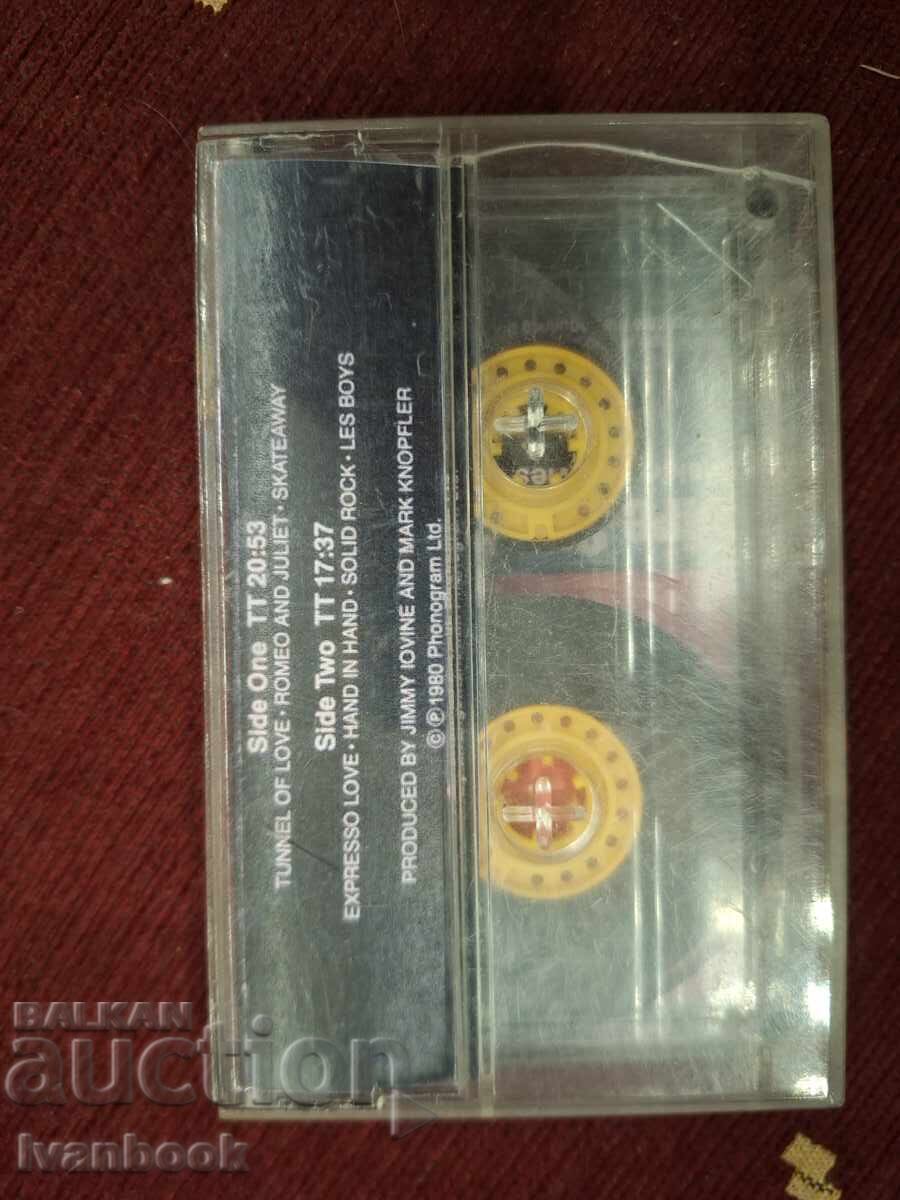 Side One TT 20:53
TUNNEL OF LOVE · ROMEO AND JULIET · SKATEAWAY
Side Two TT 17:37
EXPRESSO LOVE · HAND IN HAND · SOLID ROCK · LES BOYS
PRODUCED BY JIMMY IOVINE AND MARK KNOPFLER
©℗1980 Phonogram Ltd.
BALKAN
auction
Ivanbook